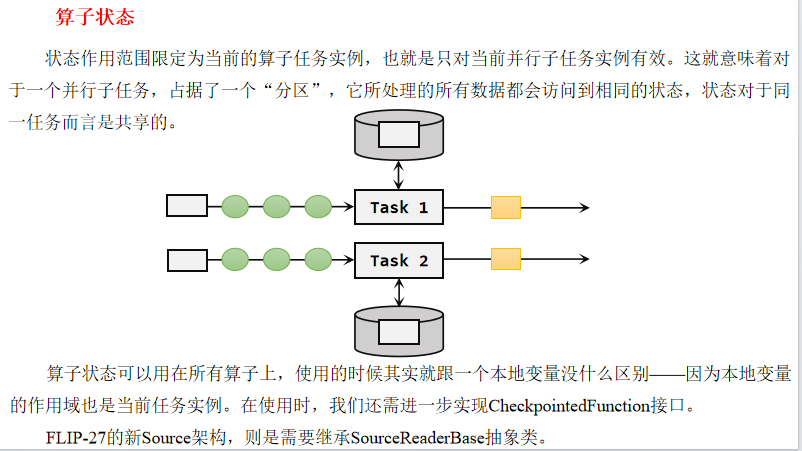 算子状态
状态作用范围限定为当前的算子任务实例，也就是只对当前并行子任务实例有效。这就意味着对
于一个并行子任务，占据了一个“分区”，它所处理的所有数据都会访问到相同的状态，状态对于同
一任务而言是共享的。
Task 1
Task 2
算子状态可以用在所有算子上，使用的时候其实就跟一个本地变量没什么区别——因为本地变量
的作用域也是当前任务实例。在使用时，我们还需进一步实现CheckpointedFunction接口。
FLIP-27的新Source架构，则是需要继承SourceReaderBase抽象类。